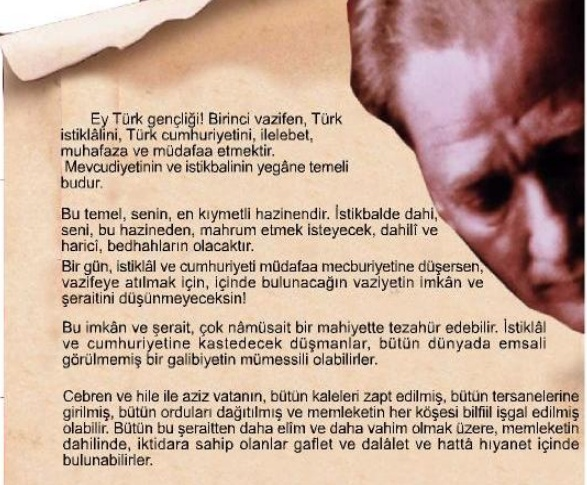 Ey Türk gençliği! Birinci vazifen, Türk
istiklâlini, Türk cumhuriyetini, ilelebet,
muhafaza ve müdafaa etmektir.
Mevcudiyetinin ve istikbalinin yegâne temeli
budur.
Bu temel, senin, en kıymetli hazinendir. İstikbalde dahi,
seni, bu hazineden, mahrum etmek isteyecek, dahilî ve
harici, bedhahların olacaktır.
Bir gün, istiklâl ve cumhuriyeti müdafaa mecburiyetine düşersen,
vazifeye atılmak için, içinde bulunacağın vaziyetin imkân ve
şeraitini düşünmeyeceksin!
Bu imkân ve şerait, çok nâmüsait bir mahiyette tezahür edebilir. İstiklâl
ve cumhuriyetine kastedecek düşmanlar, bütün dünyada emsali
görülmemiş bir galibiyetin mümessili olabilirler.
Cebren ve hile ile aziz vatanın, bütün kaleleri zapt edilmiş, bütün tersanelerine
girilmiş, bütün orduları dağıtılmış ve memleketin her köşesi bilfiil işgal edilmiş
olabilir. Bütün bu şeraitten daha elîm ve daha vahim olmak üzere, memleketin
dahilinde, iktidara sahip olanlar gaflet ve dalâlet ve hattâ hıyanet içinde
bulunabilirler.